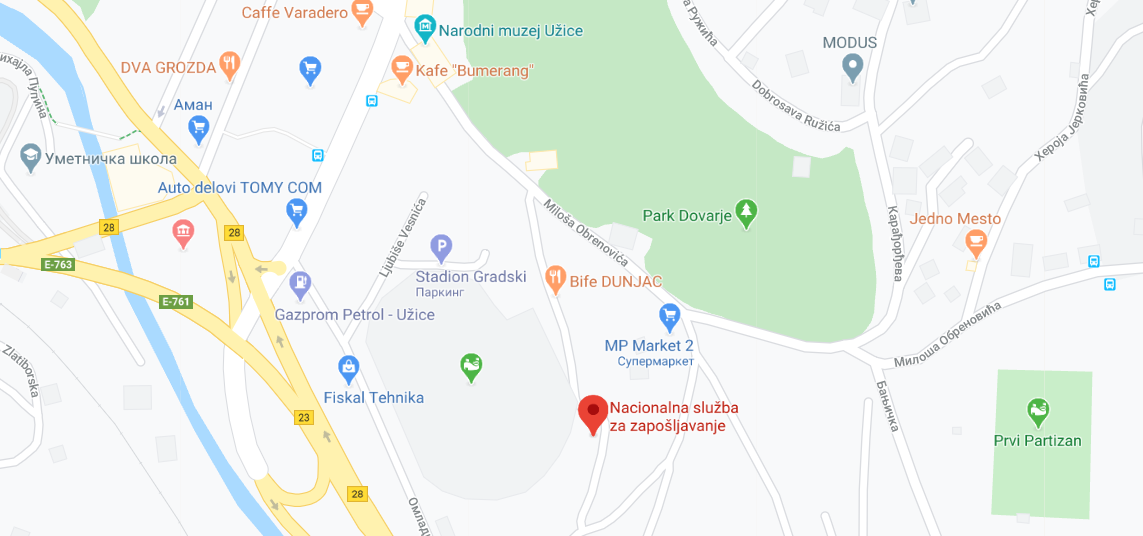 Caffe Varadero
Narodni muzej Užice
DVA GROZDA
Kafe "Bumerang"
MODUS
Ружића
Dobrosava Ružića
Хероја Јерковића
Пупина
Аман
Уметничка школа
Auto delovi TOMY COM
Miloša Obrenovića
Park Dovarje
Карађорђева
Jedno Mesto
28
28
E-763
Ljubiše Vesnića
Stadion Gradski
Паркинг
Bife DUNJAC
E-761
Gazprom Petrol - Užice
MP Market 2
Супермаркет
Милоша Обреновића
Zlatiborska
Fiskal Tehnika
23
Nacionalna služba
za zapošljavanje
Бањичка
Prvi Partizan
28